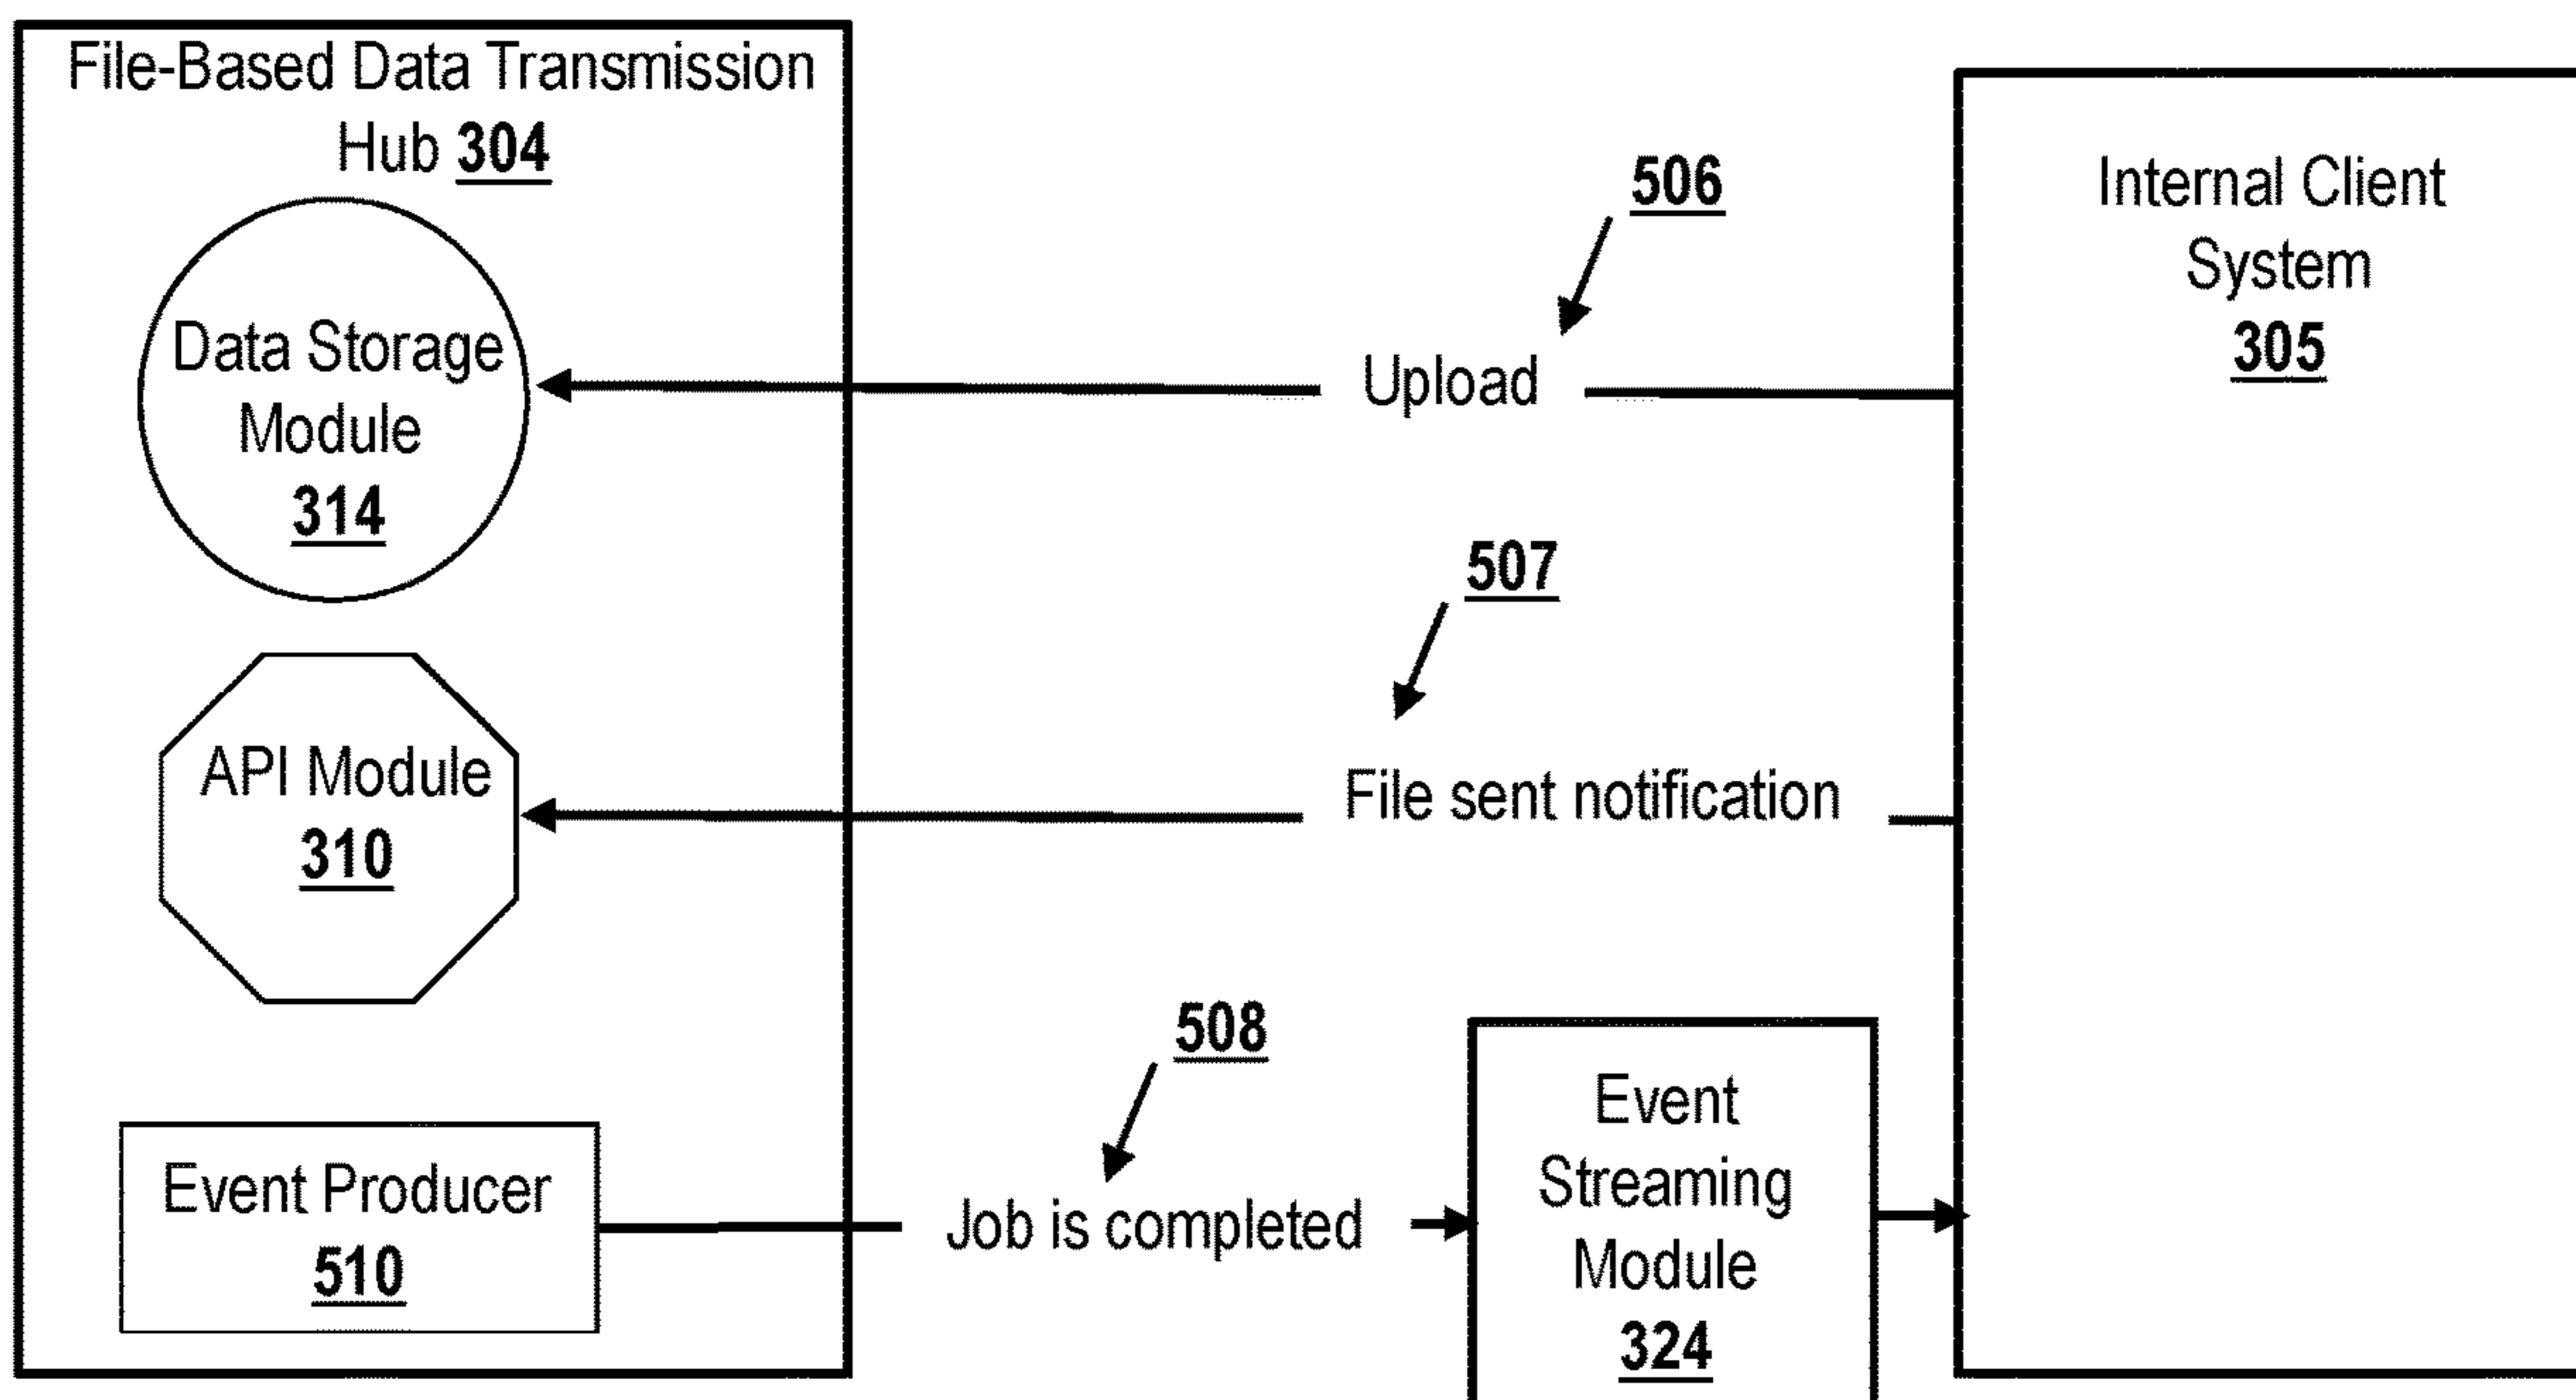 File-Based Data Transmission
Hub 304
Data Storage
Module
314
API Module
310
Event Producer
510
506
Upload
507
File sent notification
508
Job is completed
Event
Streaming
Module
324
Internal Client
System
305